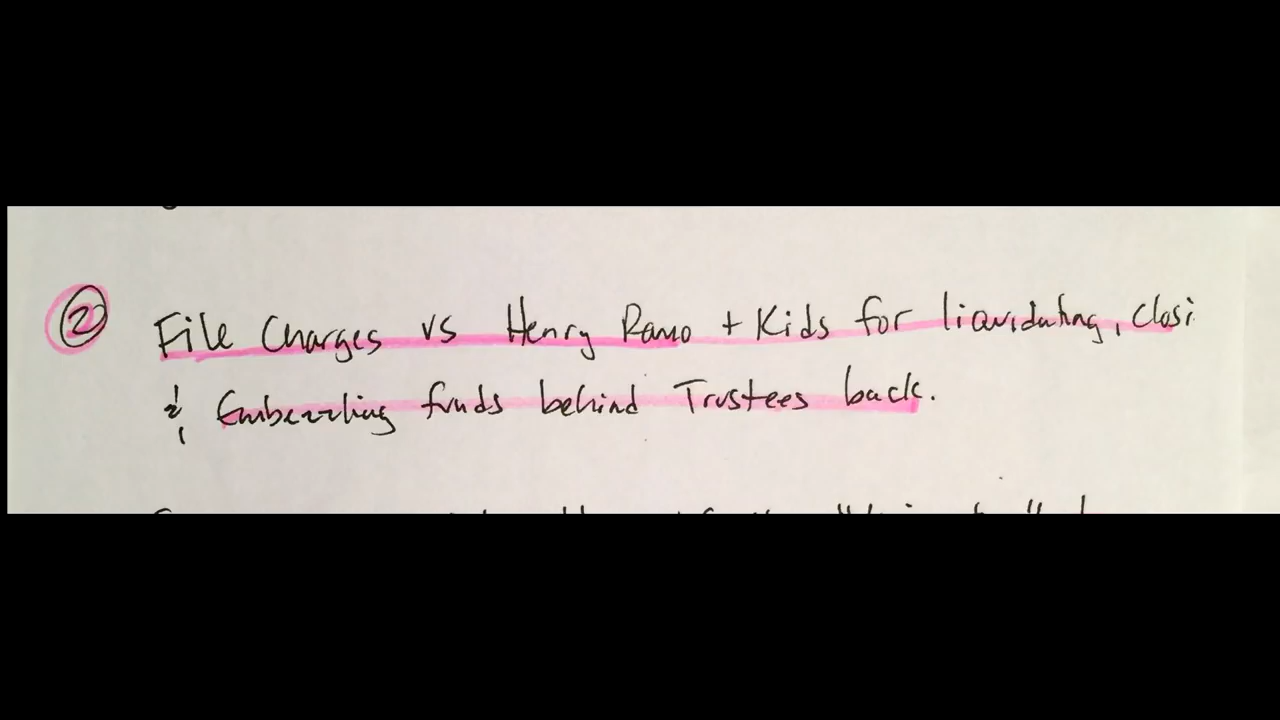 ② File Charges vs Henry Ramo + Kids for liquidating, closi
& Embezzling funds behind Trustees back.